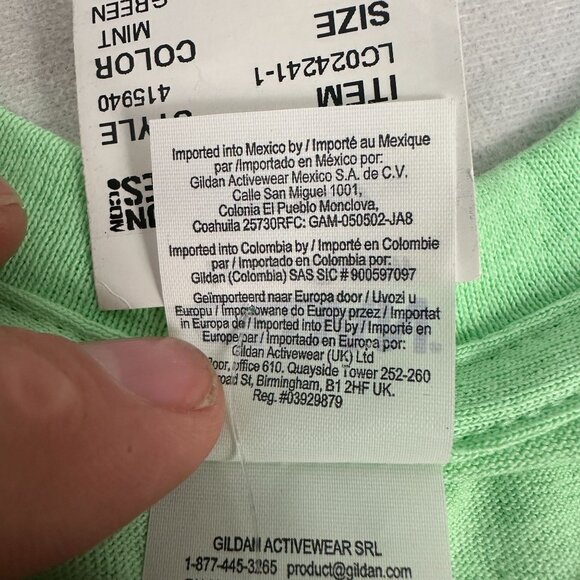 GREEN
MINT
COLOR
415940
STYLE
SIZE
LC024241-1
ITEM
.COM
Imported into Mexico by / Importé au Mexique
par /Importado en México por:
Gildan Activewear Mexico S.A. de C.V.
Calle San Miguel 1001,
Colonia El Pueblo Monclova,
Coahuila 25730RFC: GAM-050502-JA8
Imported into Colombia by / Importé en Colombie
par / Importado en Colombia por:
Gildan (Colombia) SAS SIC # 900597097
Geïmporteerd naar Europa door / Uvozi u
Europu / Importowane do Europy przez / Importat
in Europa de / Imported into EU by / Importé en
Europe par / Importado en Europa por:
Gildan Activewear (UK) Ltd
office 610, Quayside Tower 252-260
St, Birmingham, B1 2HF UK.
Reg. #03929879
GILDAN ACTIVEWEAR SRL
1-877-445-3265 product@gildan.com